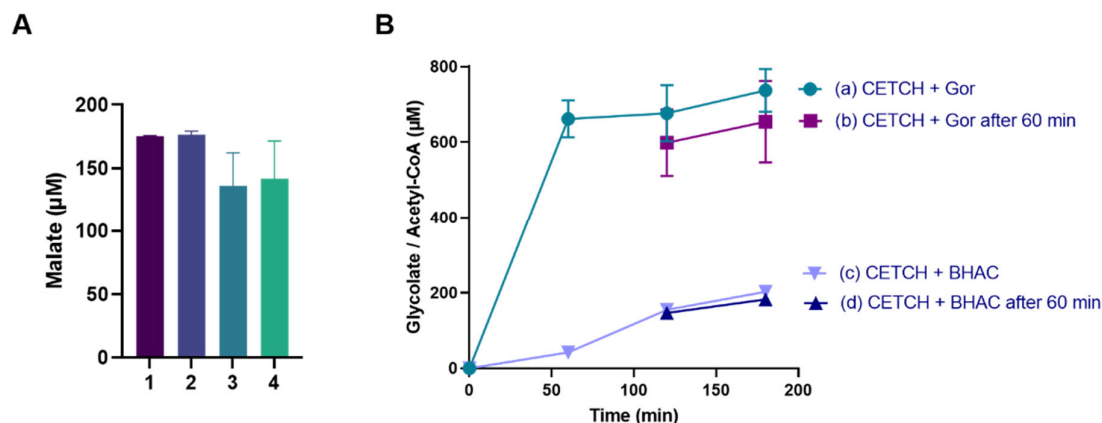 A
B
Malate (µM)
200
150
100
50
0
1 2 3 4
Glycolate / Acetyl-CoA (µM)
800
600
400
200
0
0 50 100 150 200
Time (min)
(a) CETCH + Gor
(b) CETCH + Gor after 60 min
(c) CETCH + BHAC
(d) CETCH + BHAC after 60 min